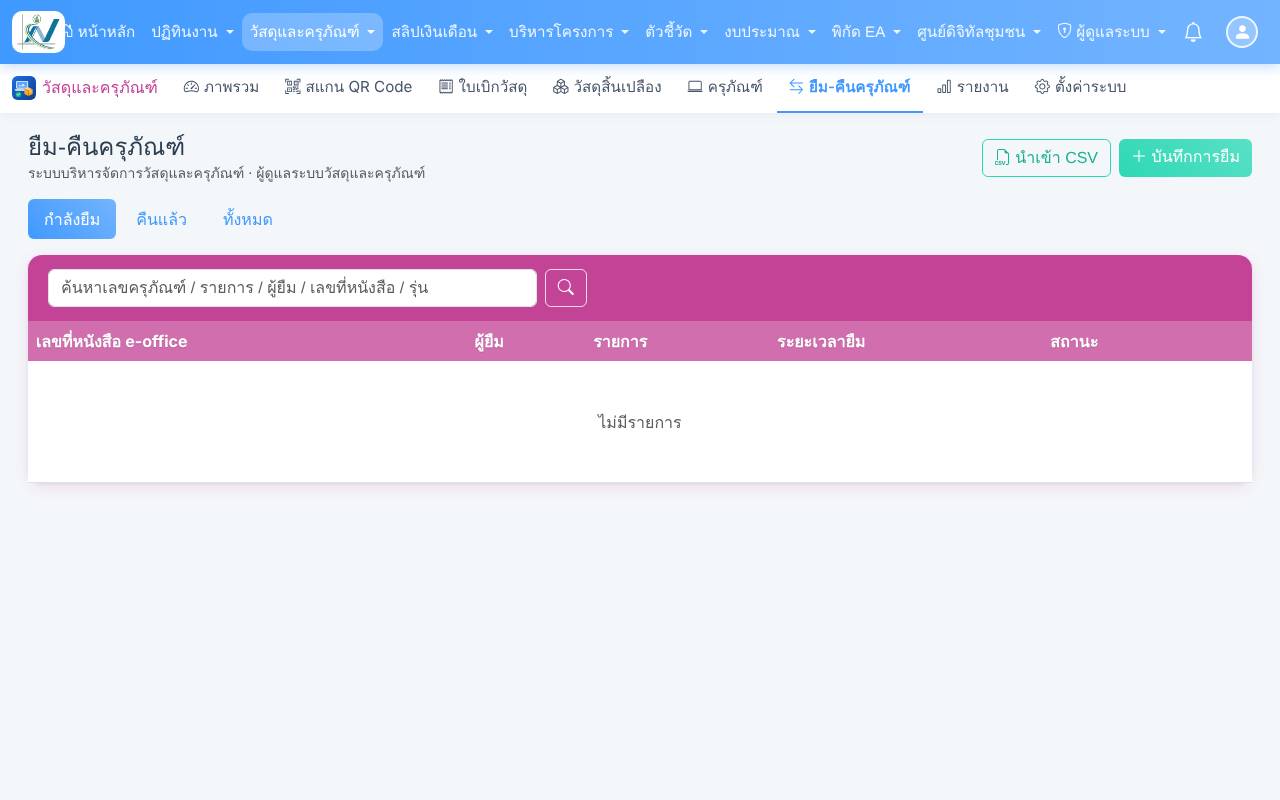 หน้าหลัก ปฏิทินงาน วัสดุและครุภัณฑ์ สลิปเงินเดือน บริหารโครงการ ตัวชี้วัด งบประมาณ พิกัด EA ศูนย์ดิจิทัลชุมชน ผู้ดูแลระบบ
วัสดุและครุภัณฑ์ ภาพรวม สแกน QR Code ใบเบิกวัสดุ วัสดุสิ้นเปลือง ครุภัณฑ์ ยืม-คืนครุภัณฑ์ รายงาน ตั้งค่าระบบ
ยืม-คืนครุภัณฑ์
ระบบบริหารจัดการวัสดุและครุภัณฑ์ · ผู้ดูแลระบบวัสดุและครุภัณฑ์
นำเข้า CSV บันทึกการยืม
กำลังยืม คืนแล้ว ทั้งหมด
ค้นหาเลขครุภัณฑ์ / รายการ / ผู้ยืม / เลขที่หนังสือ / รุ่น
เลขที่หนังสือ e-office ผู้ยืม รายการ ระยะเวลายืม สถานะ
ไม่มีรายการ